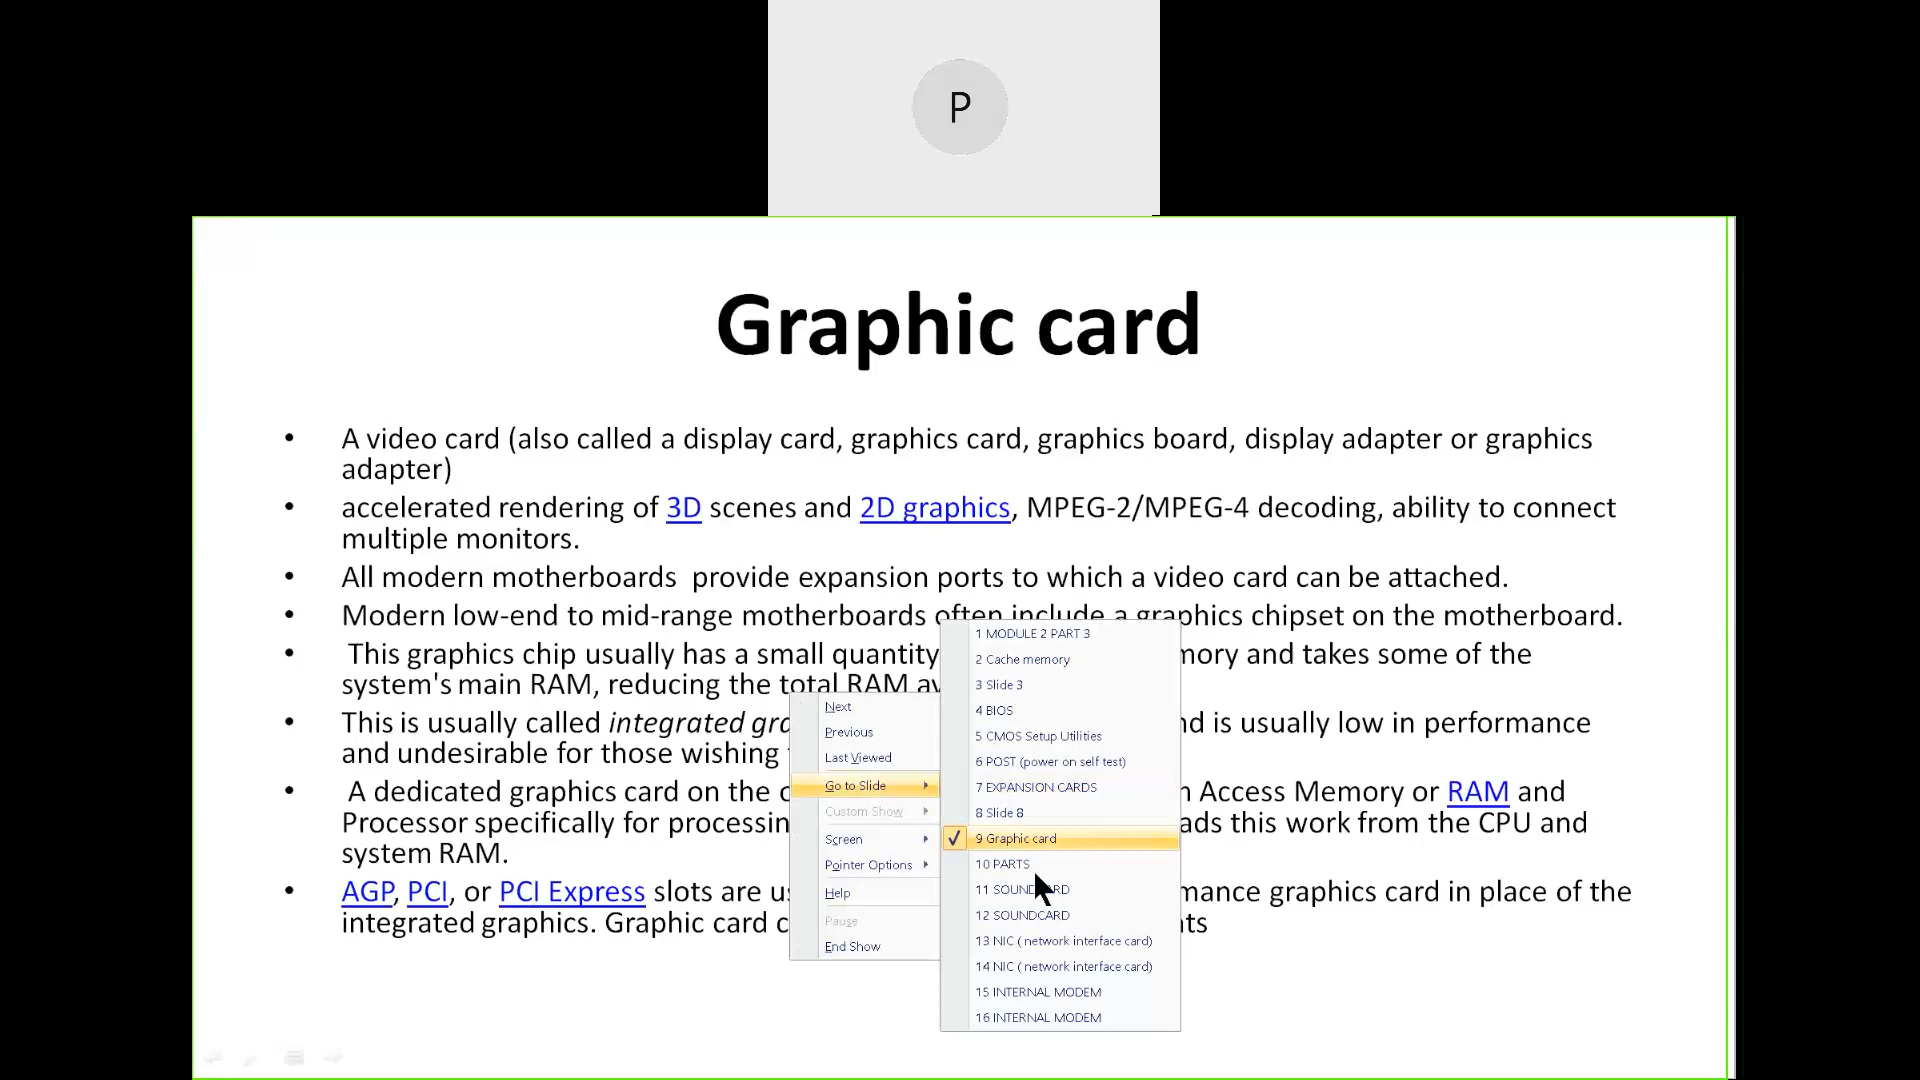 P
Graphic card
• A video card (also called a display card, graphics card, graphics board, display adapter or graphics
adapter)
• accelerated rendering of 3D scenes and 2D graphics, MPEG-2/MPEG-4 decoding, ability to connect
multiple monitors.
• All modern motherboards provide expansion ports to which a video card can be attached.
• Modern low-end to mid-range motherboards often include a graphics chipset on the motherboard.
• This graphics chip usually has a small quantity mory and takes some of the
system's main RAM, reducing the total RAM av
• This is usually called integrated gra nd is usually low in performance
and undesirable for those wishing
• A dedicated graphics card on the o n Access Memory or RAM and
Processor specifically for processin ads this work from the CPU and
system RAM.
• AGP, PCI, or PCI Express slots are us mance graphics card in place of the
integrated graphics. Graphic card c ts
Next
Previous
Last Viewed
Go to Slide
Custom Show
Screen
Pointer Options
Help
Pause
End Show
1 MODULE 2 PART 3
2 Cache memory
3 Slide 3
4 BIOS
5 CMOS Setup Utilities
6 POST (power on self test)
7 EXPANSION CARDS
8 Slide 8
9 Graphic card
10 PARTS
11 SOUNDCARD
12 SOUNDCARD
13 NIC ( network interface card)
14 NIC ( network interface card)
15 INTERNAL MODEM
16 INTERNAL MODEM